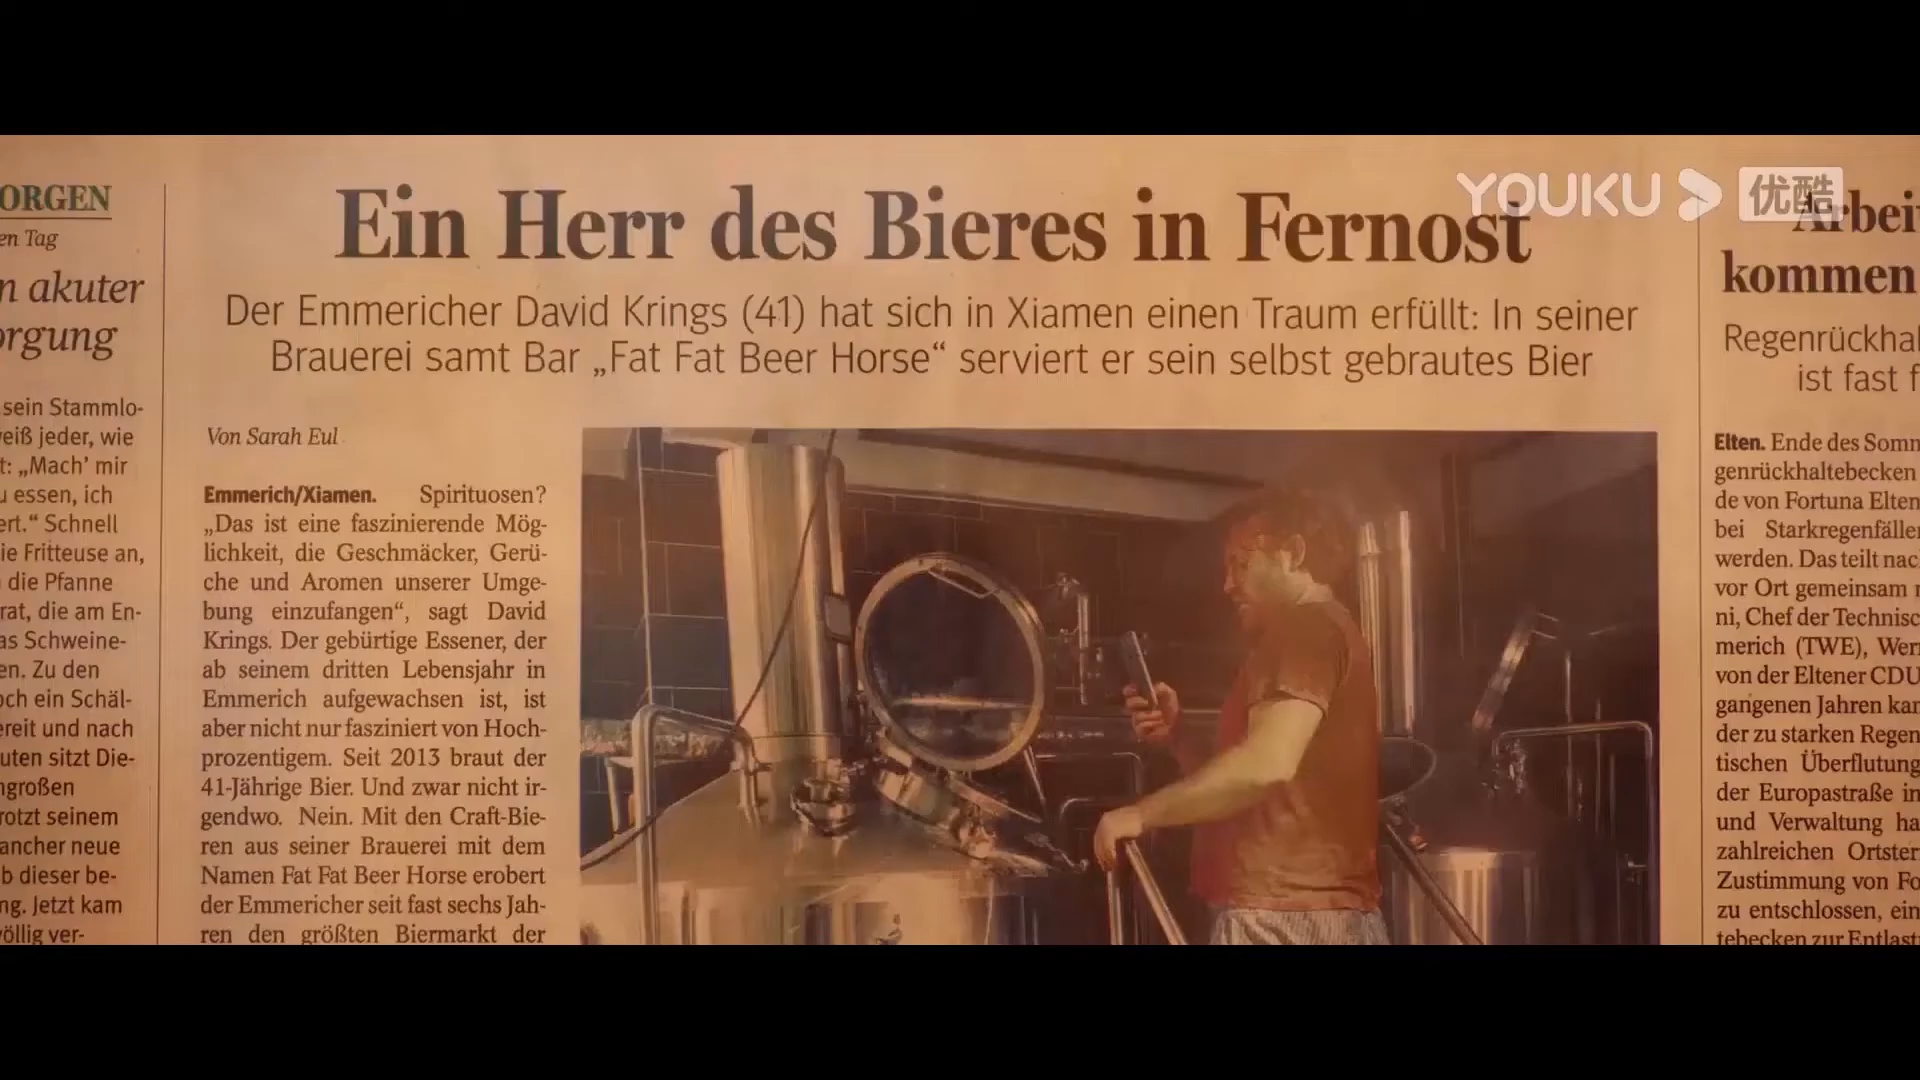 YOUKU 优酷
ORGEN
en Tag
n akuter
orgung
sein Stammlo-
weiß jeder, wie
t: „Mach’ mir
u essen, ich
ert.“ Schnell
ie Fritteuse an,
die Pfanne
rat, die am En-
as Schweine-
en. Zu den
och ein Schäl-
ereit und nach
uten sitzt Die-
ngroßen
rotzt seinem
ancher neue
b dieser be-
ng. Jetzt kam
völlig ver-
Ein Herr des Bieres in Fernost
Der Emmericher David Krings (41) hat sich in Xiamen einen Traum erfüllt: In seiner
Brauerei samt Bar „Fat Fat Beer Horse“ serviert er sein selbst gebrautes Bier
Von Sarah Eul
Emmerich/Xiamen. Spirituosen?
„Das ist eine faszinierende Mög-
lichkeit, die Geschmäcker, Gerü-
che und Aromen unserer Umge-
bung einzufangen“, sagt David
Krings. Der gebürtige Essener, der
ab seinem dritten Lebensjahr in
Emmerich aufgewachsen ist, ist
aber nicht nur fasziniert von Hoch-
prozentigem. Seit 2013 braut der
41-Jährige Bier. Und zwar nicht ir-
gendwo. Nein. Mit den Craft-Bie-
ren aus seiner Brauerei mit dem
Namen Fat Fat Beer Horse erobert
der Emmericher seit fast sechs Jah-
ren den größten Biermarkt der
Arbei
kommen
Regenrückhal
ist fast f
Elten. Ende des Somm
genrückhaltebecken
de von Fortuna Elten
bei Starkregenfälle
werden. Das teilt nac
vor Ort gemeinsam
ni, Chef der Technisc
merich (TWE), Wer
von der Eltener CDU
gangenen Jahren kam
der zu starken Regen
tischen Überflutung
der Europastraße in
und Verwaltung ha
zahlreichen Ortster
Zustimmung von Fo
zu entschlossen, ein
tebecken zur Entlast